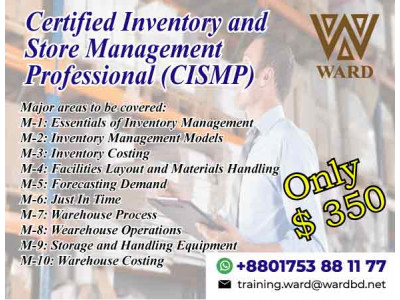 Certified Inventory and
Store Management
Professional (CISMP)
WARD
Major areas to be covered:
M-1: Essentials of Inventory Management
M-2: Inventory Management Models
M-3: Inventory Costing
M-4: Facilities Layout and Materials Handling
M-5: Forecasting Demand
M-6: Just In Time
M-7: Warehouse Process
M-8: Wearehouse Operations
M-9: Storage and Handling Equipment
M-10: Warehouse Costing
Only
$ 350
+8801753 88 11 77
training.ward@wardbd.net